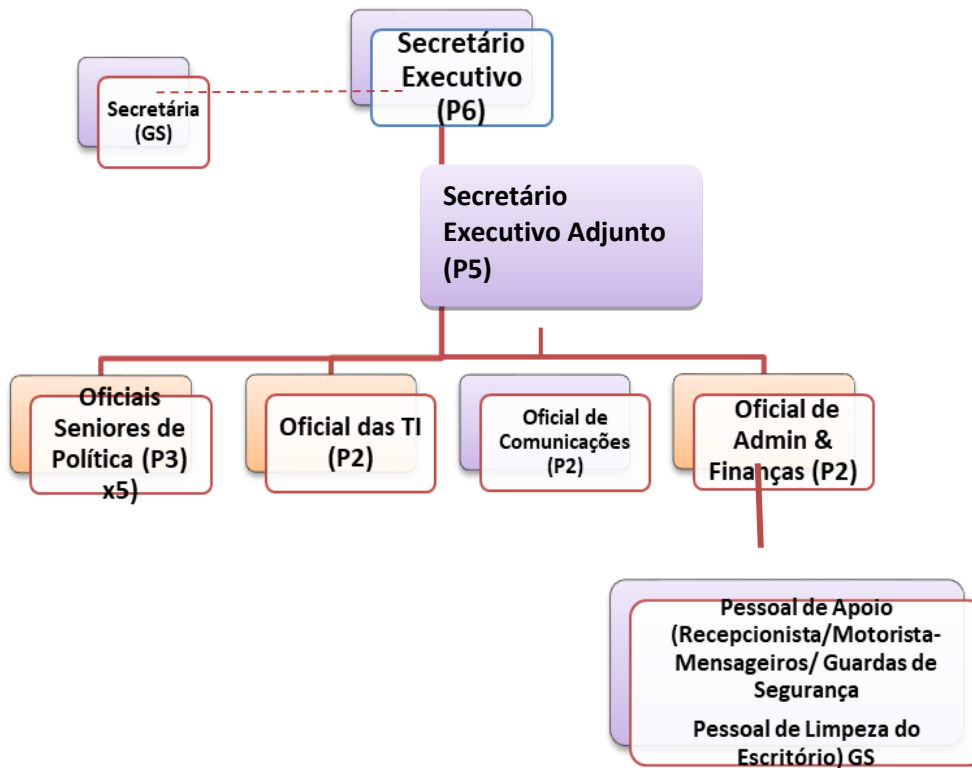 Secretário
Executivo
(P6)
Secretária
(GS)
Secretário
Executivo Adjunto
(P5)
Oficiais
Seniores de
Política (P3)
x5)
Oficial das TI
(P2)
Oficial de
Comunicações
(P2)
Oficial de
Admin &
Finanças (P2)
Pessoal de Apoio
(Recepcionista/Motorista-
Mensageiros/ Guardas de
Segurança
Pessoal de Limpeza do
Escritório) GS